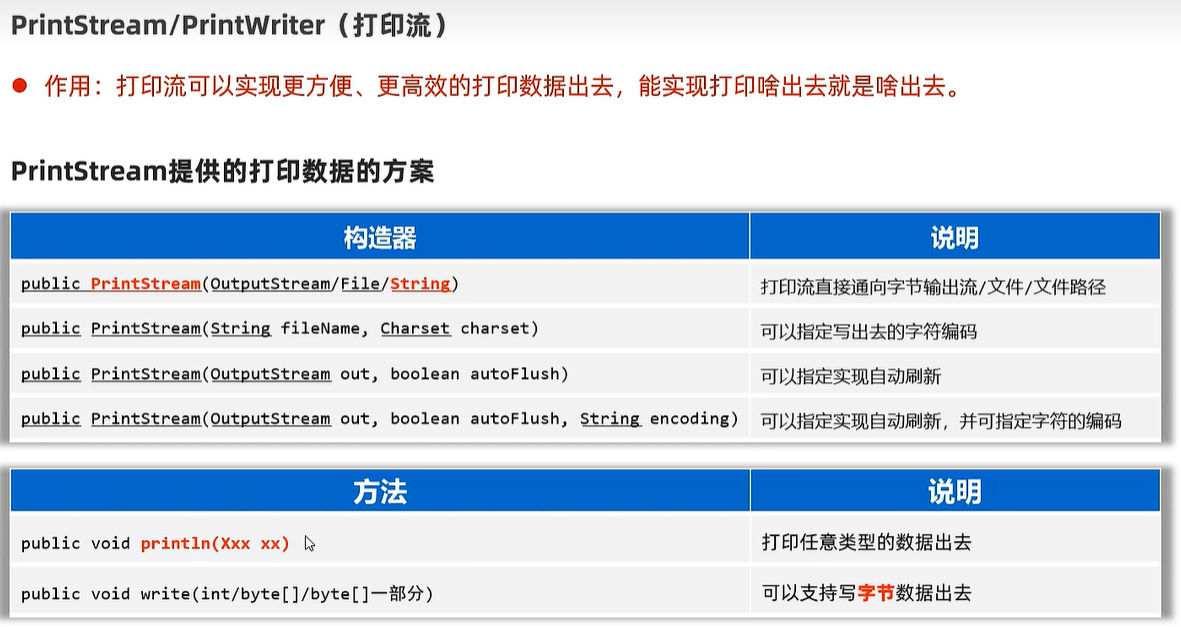 PrintStream/PrintWriter（打印流）
作用：打印流可以实现更方便、更高效的打印数据出去，能实现打印啥出去就是啥出去。
PrintStream提供的打印数据的方案
构造器 说明
public PrintStream(OutputStream/File/String) 打印流直接通向字节输出流/文件/文件路径
public PrintStream(String fileName, Charset charset) 可以指定写出去的字符编码
public PrintStream(OutputStream out, boolean autoFlush) 可以指定实现自动刷新
public PrintStream(OutputStream out, boolean autoFlush, String encoding) 可以指定实现自动刷新，并可指定字符的编码
方法 说明
public void println(Xxx xx) 打印任意类型的数据出去
public void write(int/byte[]/byte[]一部分) 可以支持写字节数据出去